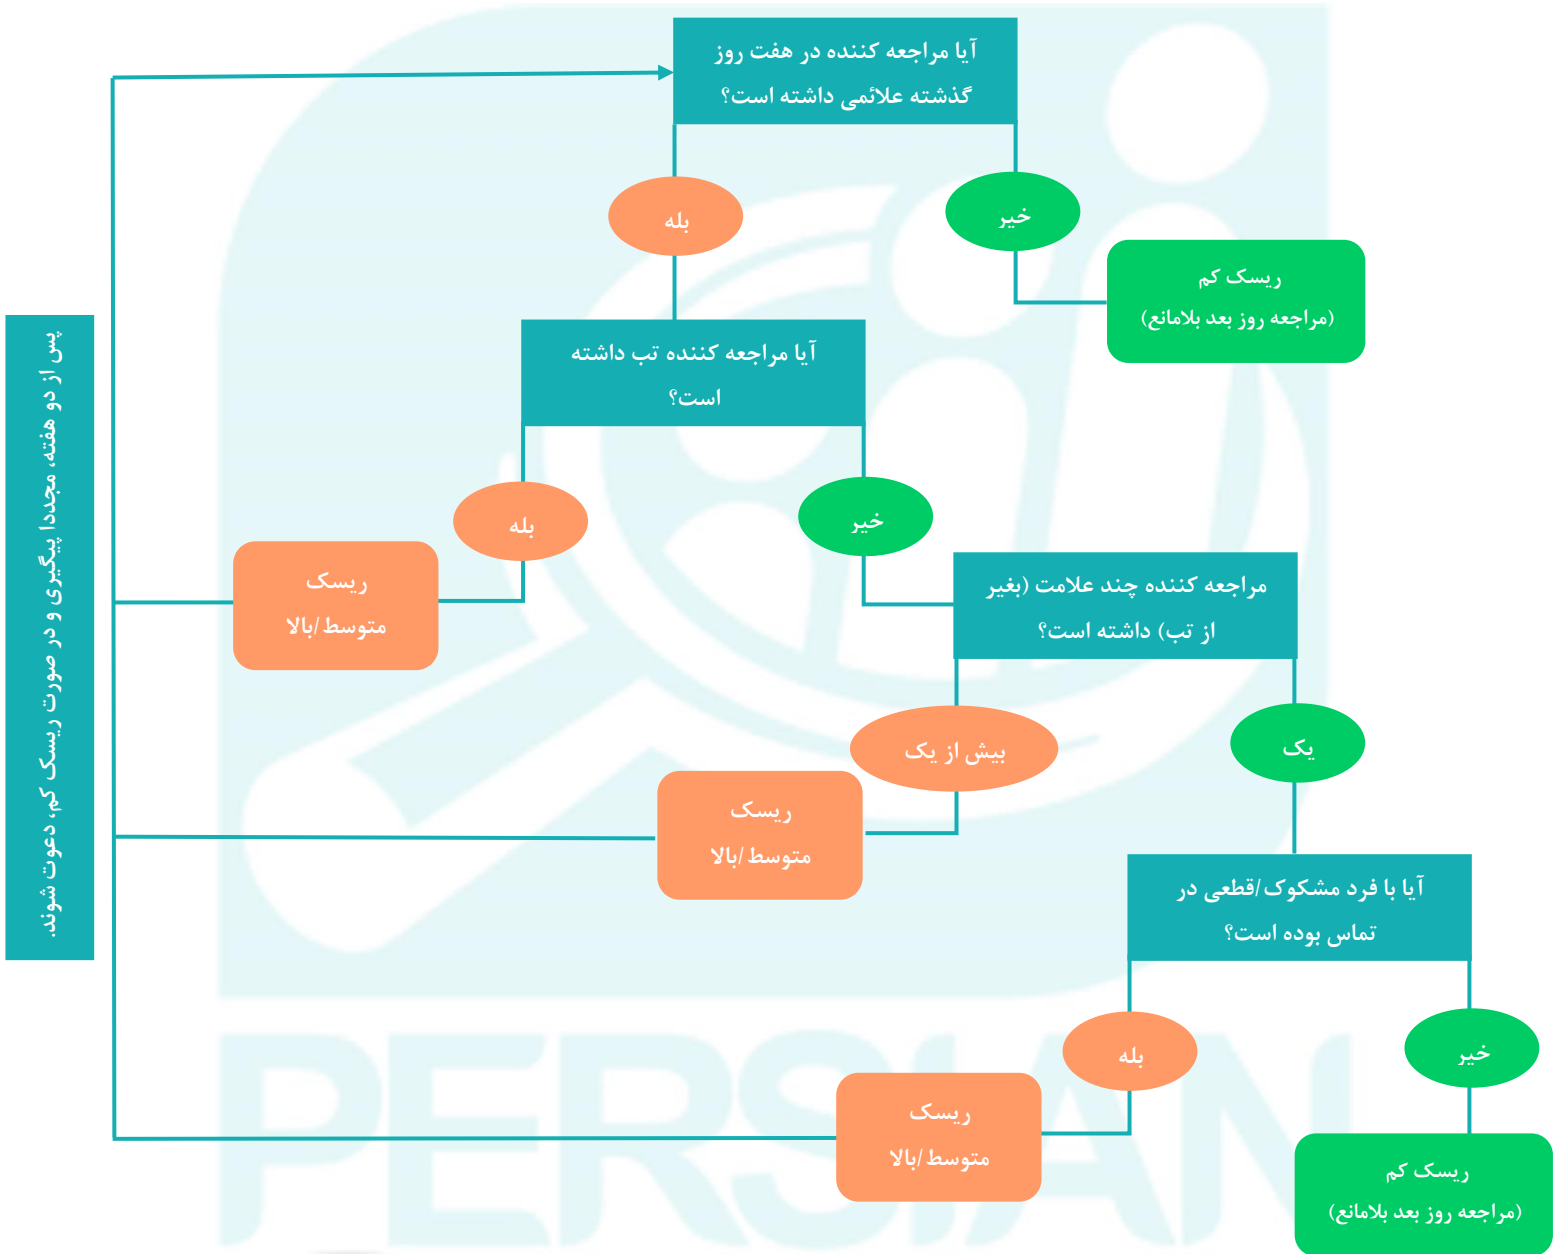 آیا مراجعه کننده در هفت روز
گذشته علائمی داشته است؟
بله
خیر
ریسک کم
(مراجعه روز بعد بلامانع)
آیا مراجعه کننده تب داشته
است؟
بله
خیر
ریسک
متوسط/بالا
مراجعه کننده چند علامت (بغیر
از تب) داشته است؟
بیش از یک
یک
ریسک
متوسط/بالا
آیا با فرد مشکوک/قطعی در
تماس بوده است؟
بله
خیر
ریسک
متوسط/بالا
ریسک کم
(مراجعه روز بعد بلامانع)
پس از دو هفته، مجددا پیگیری و در صورت ریسک کم، دعوت شوند.
PERSIAN